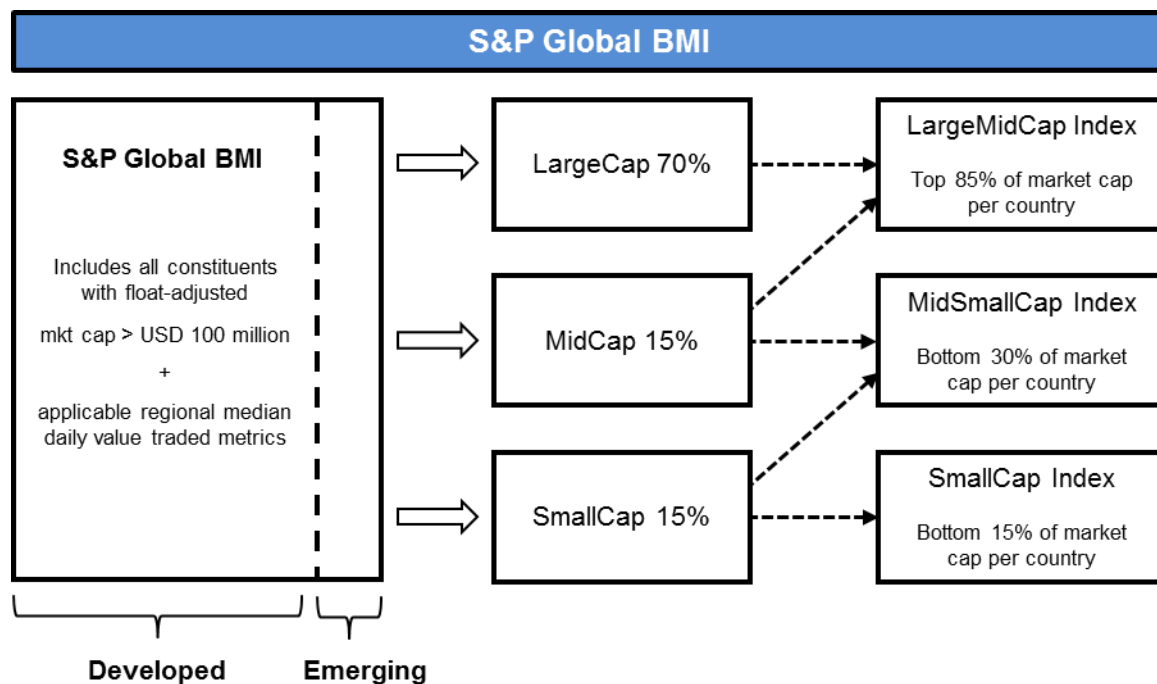 S&P Global BMI
S&P Global BMI
Includes all constituents
with float-adjusted
mkt cap > USD 100 million
+
applicable regional median
daily value traded metrics
Developed
Emerging
LargeCap 70%
MidCap 15%
SmallCap 15%
LargeMidCap Index
Top 85% of market cap
per country
MidSmallCap Index
Bottom 30% of market
cap per country
SmallCap Index
Bottom 15% of market
cap per country